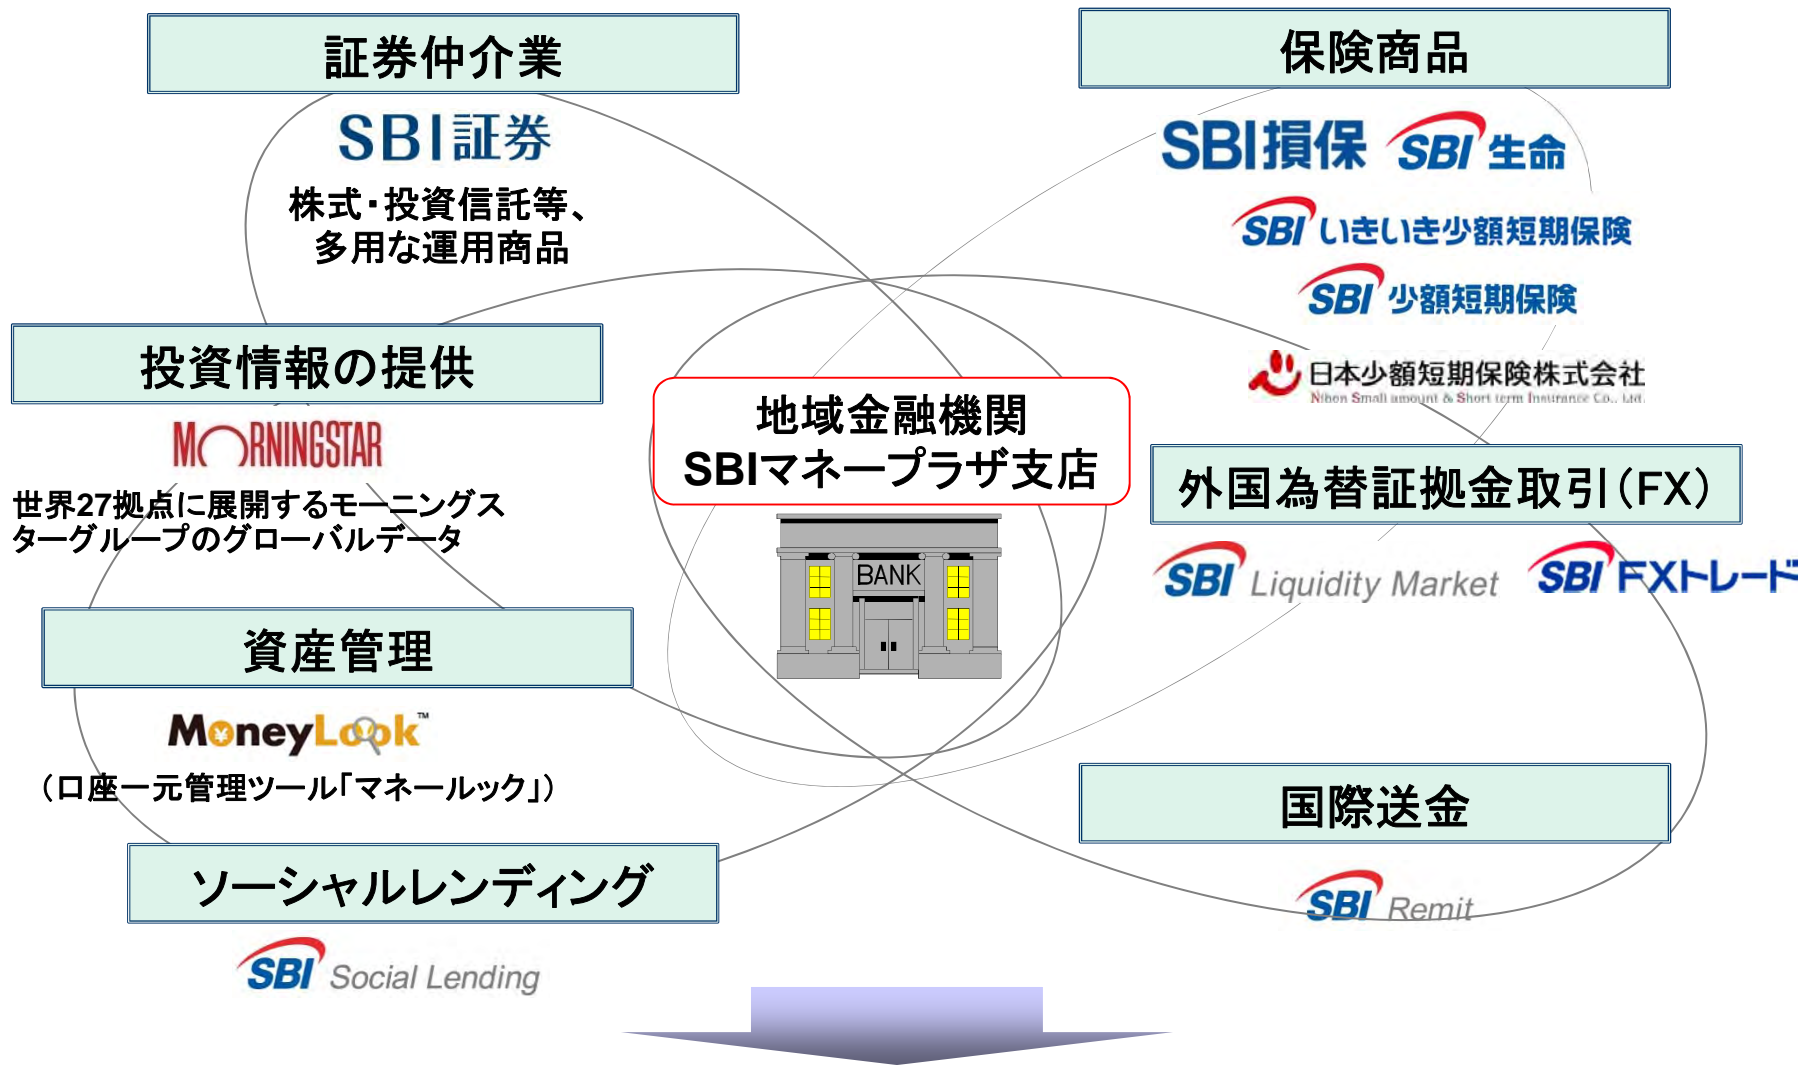 証券仲介業
SBI証券
株式・投資信託等、
多用な運用商品
保険商品
SBI損保
SBI生命
SBIいきいき少額短期保険
SBI少額短期保険
日本少額短期保険株式会社
Nihon Small amount & Short term Insurance Co., Ltd.
投資情報の提供
MORNINGSTAR
世界27拠点に展開するモーニングス
ターグループのグローバルデータ
地域金融機関
SBIマネープラザ支店
BANK
外国為替証拠金取引(FX)
SBI Liquidity Market
SBI FXトレード
資産管理
MoneyLook™
(口座一元管理ツール「マネールック」)
国際送金
SBI Remit
ソーシャルレンディング
SBI Social Lending